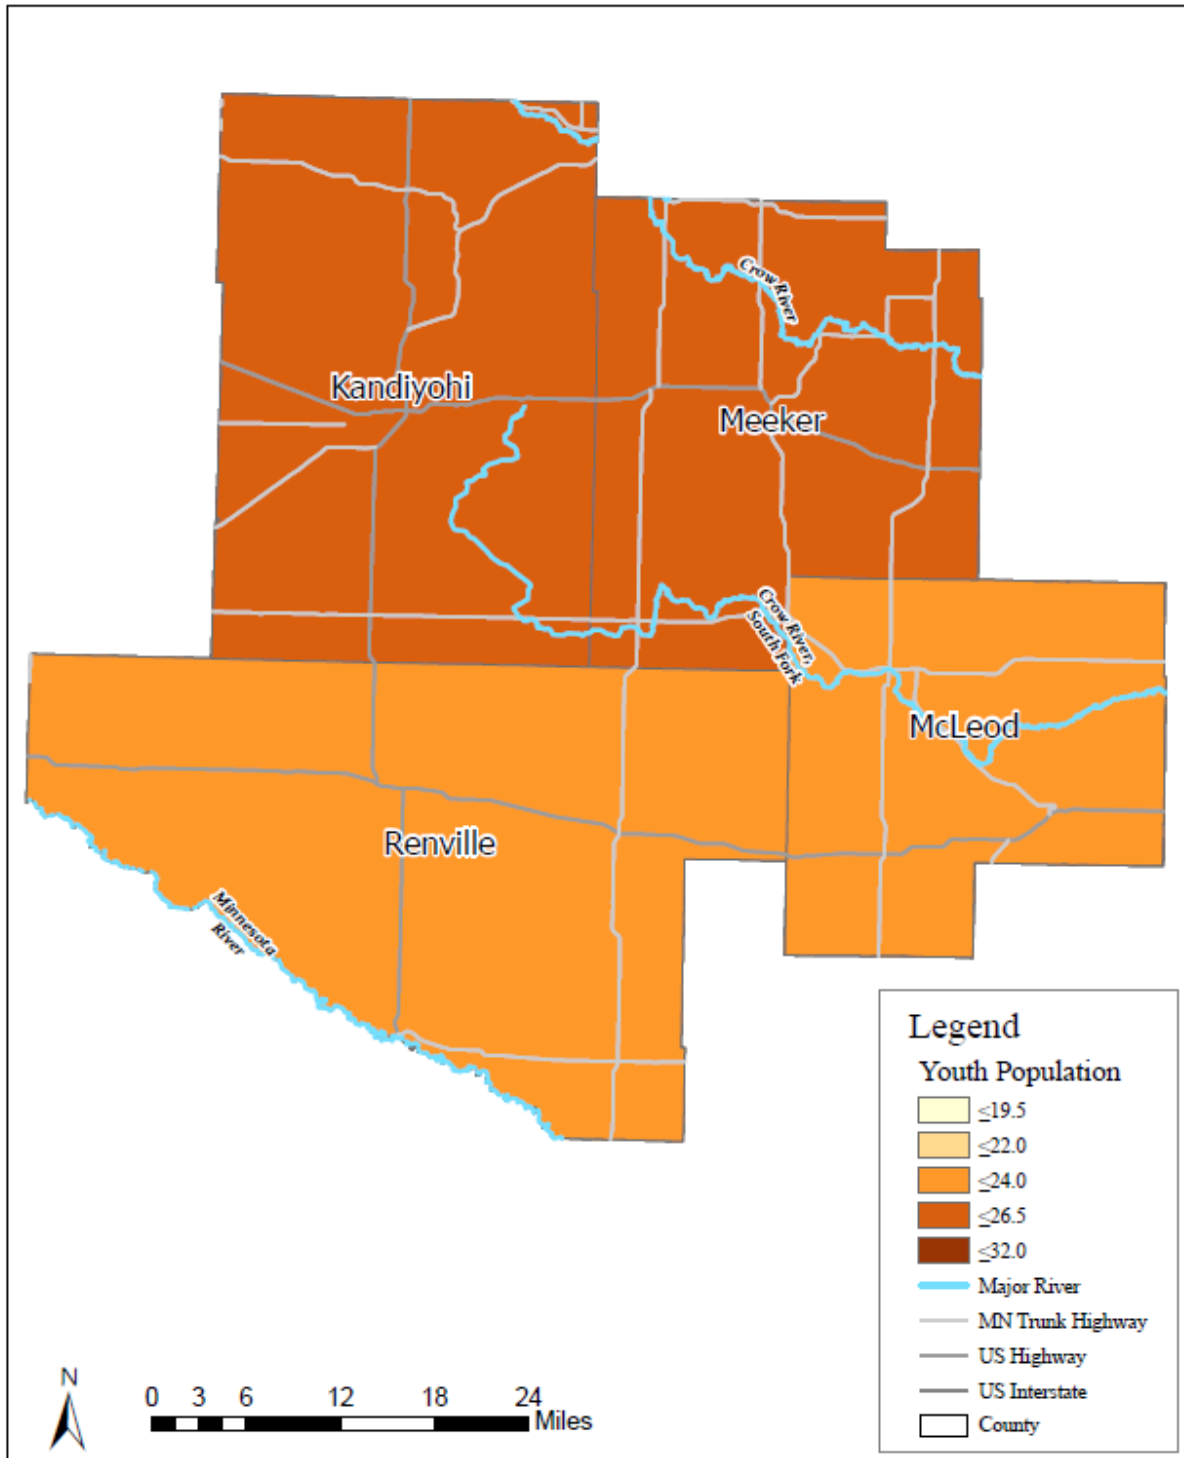 Crow River
Kandiyohi
Meeker
Crow River,
South Fork
McLeod
Renville
Minnesota
River
Legend
Youth Population
≤19.5
≤22.0
≤24.0
≤26.5
≤32.0
Major River
MN Trunk Highway
US Highway
US Interstate
County
N
0 3 6 12 18 24
Miles